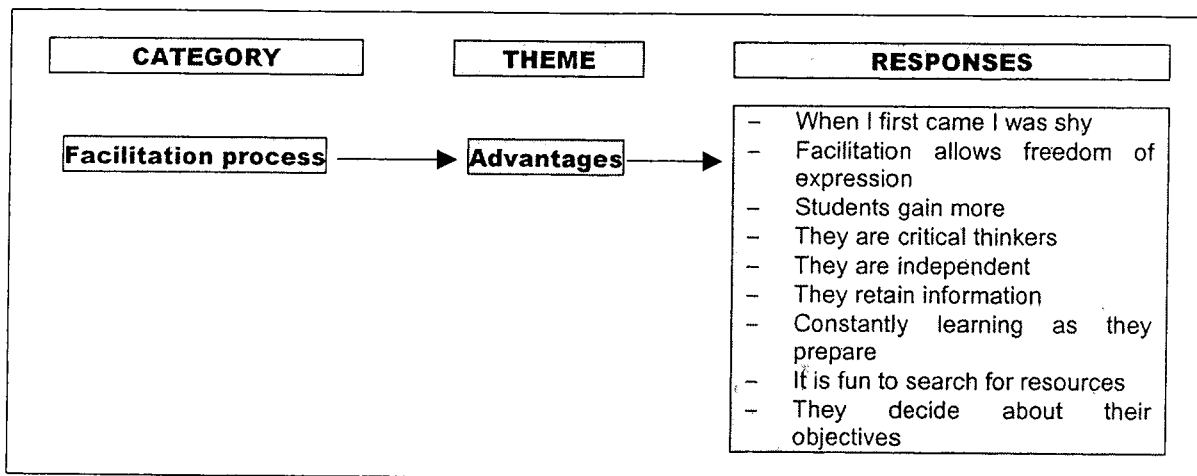 CATEGORY THEME RESPONSES
Facilitation process Advantages
– When I first came I was shy
– Facilitation allows freedom of
expression
– Students gain more
– They are critical thinkers
– They are independent
– They retain information
– Constantly learning as they
prepare
– It is fun to search for resources
– They decide about their
objectives